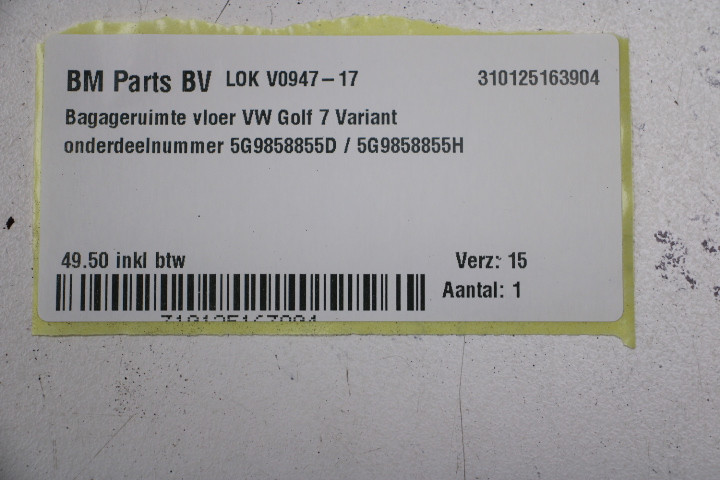 BM Parts BV LOK V0947-17 310125163904
Bagageruimte vloer VW Golf 7 Variant
onderdeelnummer 5G9858855D / 5G9858855H
49.50 inkl btw Verz: 15
Aantal: 1
310125163904